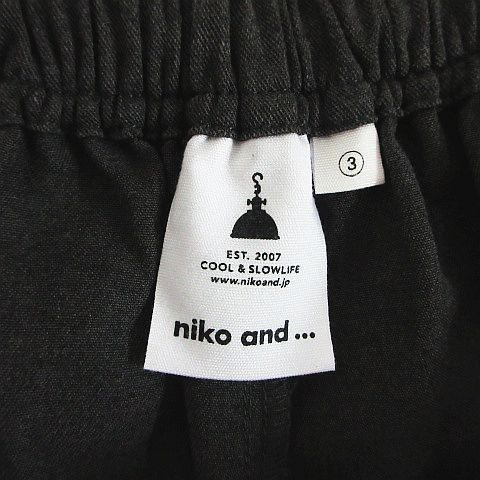 ③
EST. 2007
COOL & SLOWLIFE
www.nikoand.jp
niko and ...